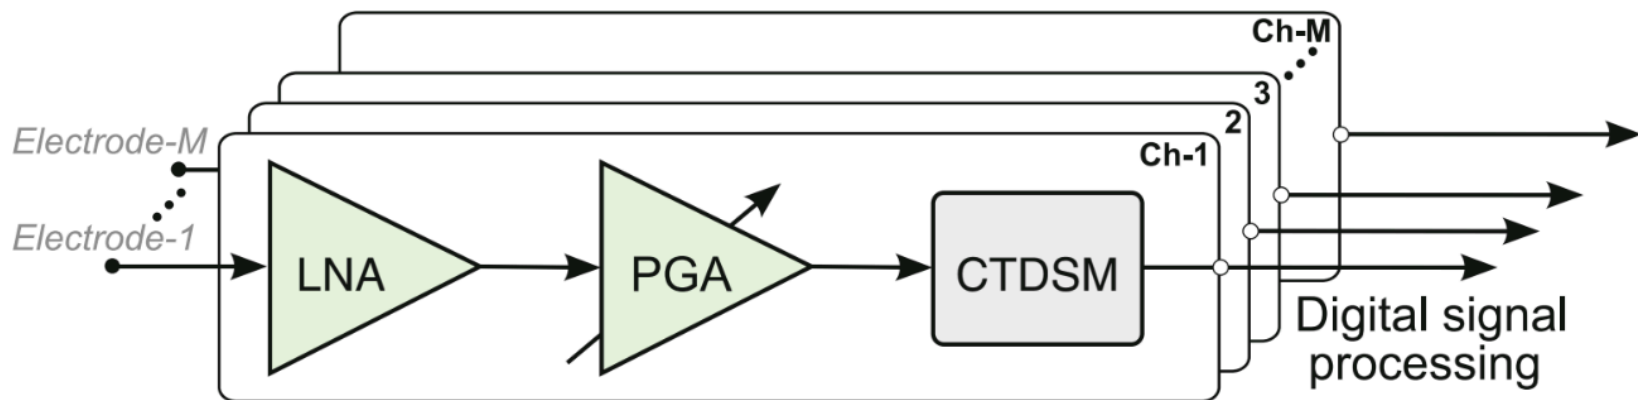 Ch-M
3
2
Electrode-M
Ch-1
Electrode-1
LNA
PGA
CTDSM
Digital signal
processing